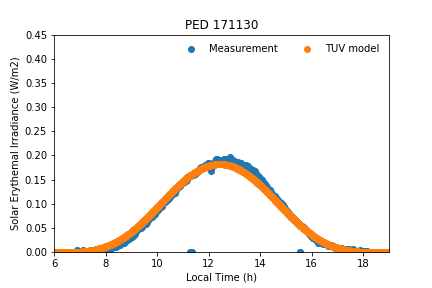 PED 171130
Measurement TUV model
Solar Erythemal Irradiance (W/m2)
0.45
0.40
0.35
0.30
0.25
0.20
0.15
0.10
0.05
0.00
6 8 10 12 14 16 18
Local Time (h)